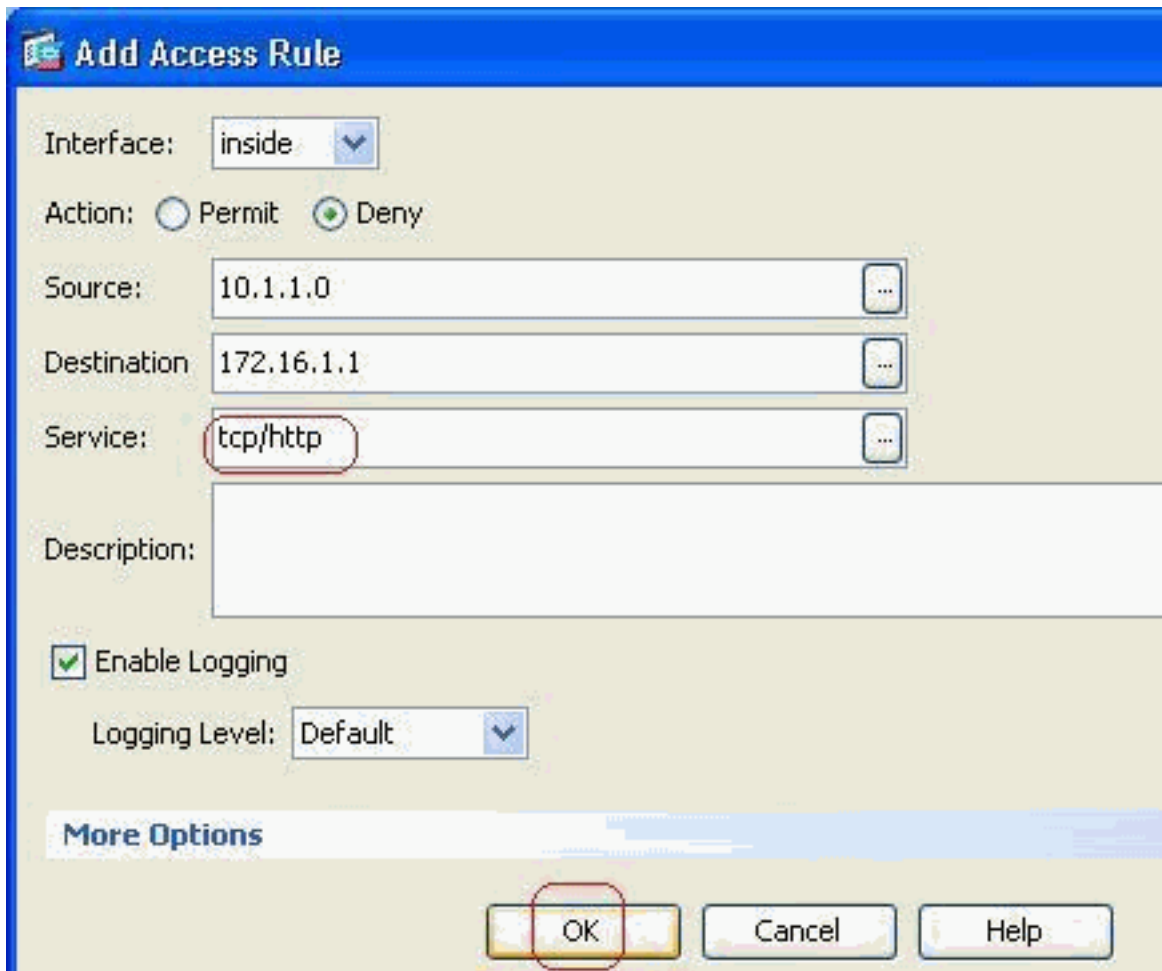 Add Access Rule
Interface: inside
Action: Permit Deny
Source: 10.1.1.0 ...
Destination 172.16.1.1 ...
Service: tcp/http ...
Description:
Enable Logging
Logging Level: Default
More Options
OK Cancel Help